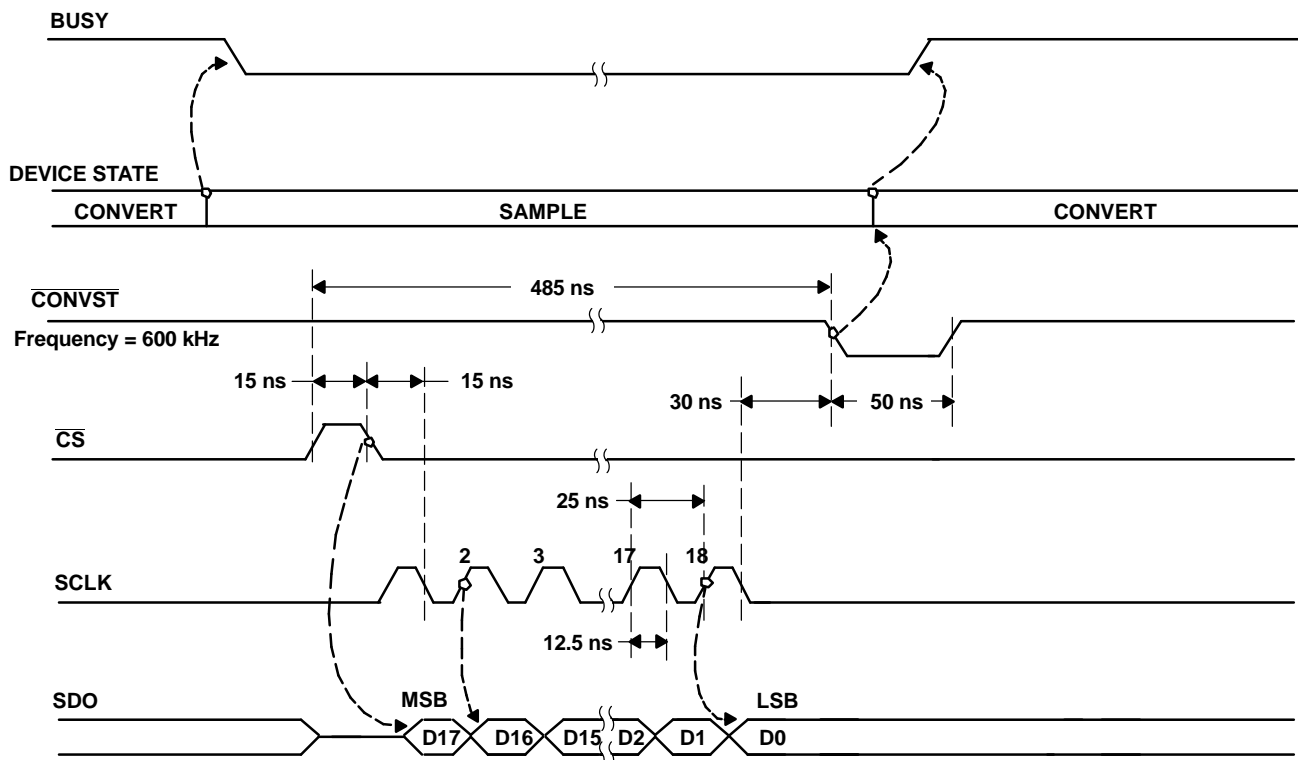 BUSY
DEVICE STATE
CONVERT SAMPLE CONVERT
485 ns
CONVST
Frequency = 600 kHz
15 ns 15 ns
30 ns 50 ns
CS
25 ns
2 3 17 18
SCLK
12.5 ns
SDO MSB LSB
D17 D16 D15 D2 D1 D0